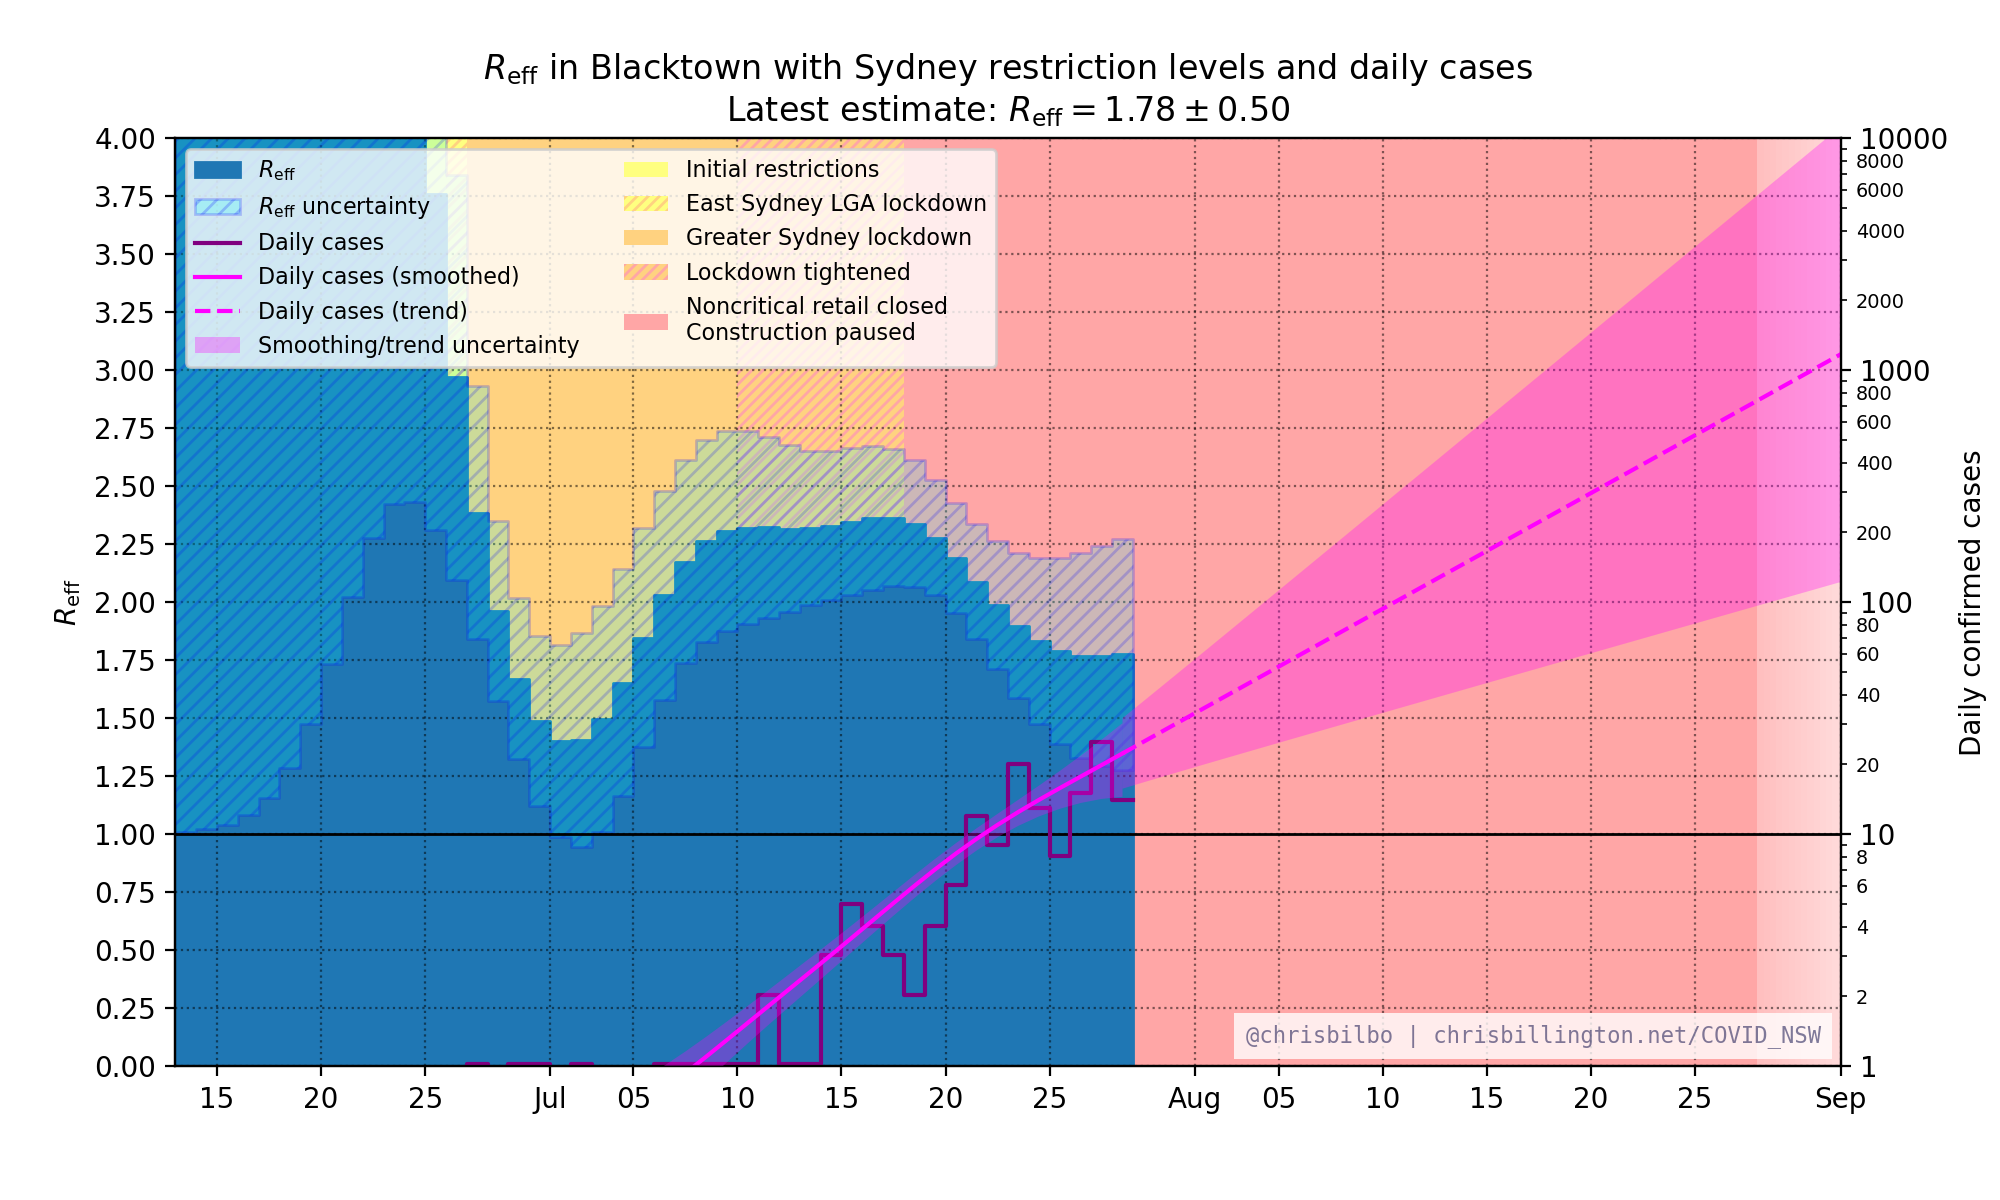 Reff in Blacktown with Sydney restriction levels and daily cases
Latest estimate: Reff = 1.78 ± 0.50
Reff
Reff uncertainty
Daily cases
Daily cases (smoothed)
Daily cases (trend)
Smoothing/trend uncertainty
Initial restrictions
East Sydney LGA lockdown
Greater Sydney lockdown
Lockdown tightened
Noncritical retail closed
Construction paused
4.00
3.75
3.50
3.25
3.00
2.75
2.50
2.25
2.00
1.75
1.50
1.25
1.00
0.75
0.50
0.25
0.00
Reff
10000
8000
6000
4000
2000
1000
800
600
400
200
100
80
60
40
20
10
8
6
4
2
1
Daily confirmed cases
@chrisbilbo | chrisbillington.net/COVID_NSW
15 20 25 Jul 05 10 15 20 25 Aug 05 10 15 20 25 Sep